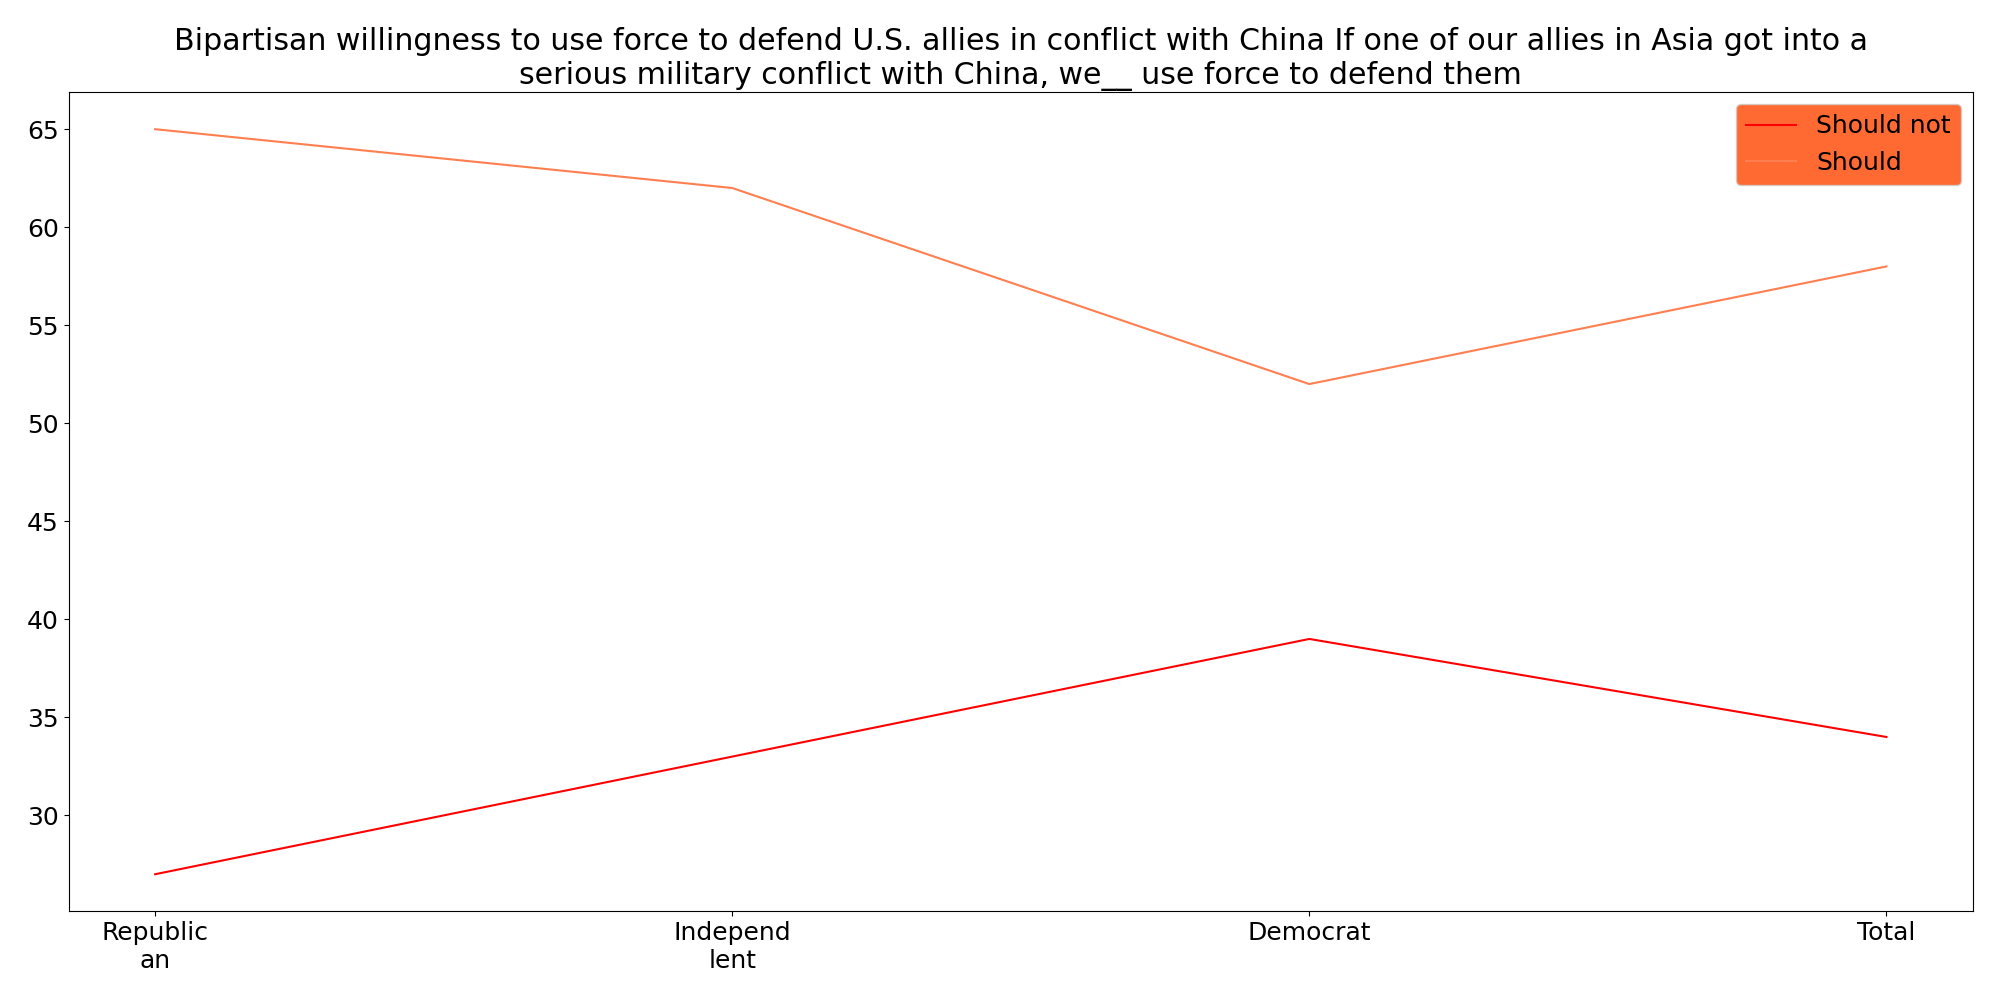 Bipartisan willingness to use force to defend U.S. allies in conflict with China If one of our allies in Asia got into a
serious military conflict with China, we__ use force to defend them
Should not
Should
65
60
55
50
45
40
35
30
Republic
an
Independ
lent
Democrat
Total